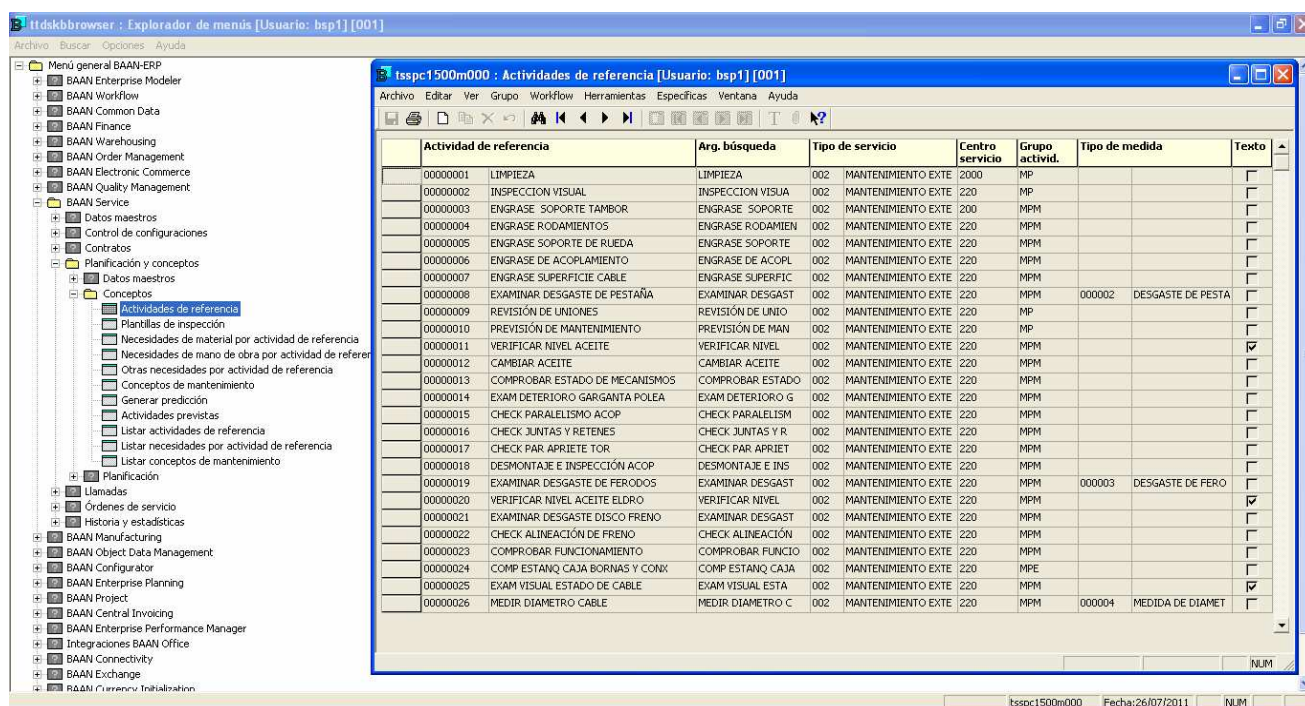 ttdskbbrowser : Explorador de menús [Usuario: bsp1] [001]
Archivo Buscar Opciones Ayuda
Menú general BAAN-ERP
BAAN Enterprise Modeler
BAAN Workflow
BAAN Common Data
BAAN Finance
BAAN Warehousing
BAAN Order Management
BAAN Electronic Commerce
BAAN Quality Management
BAAN Service
Datos maestros
Control de configuraciones
Contratos
Planificación y conceptos
Datos maestros
Conceptos
Actividades de referencia
Plantillas de inspección
Necesidades de material por actividad de referencia
Necesidades de mano de obra por actividad de referer
Otras necesidades por actividad de referencia
Conceptos de mantenimiento
Generar predicción
Actividades previstas
Listar actividades de referencia
Listar necesidades por actividad de referencia
Listar conceptos de mantenimiento
Planificación
Llamadas
Órdenes de servicio
Historia y estadísticas
BAAN Manufacturing
BAAN Object Data Management
BAAN Configurator
BAAN Enterprise Planning
BAAN Project
BAAN Central Invoicing
BAAN Enterprise Performance Manager
Integraciones BAAN Office
BAAN Connectivity
BAAN Exchange
BAAN Currency Initialization
tsspc1500m000 : Actividades de referencia [Usuario: bsp1] [001]
Archivo Editar Ver Grupo Workflow Herramientas Específicas Ventana Ayuda
Actividad de referencia Arg. búsqueda Tipo de servicio Centro servicio Grupo activid. Tipo de medida Texto
00000001 LIMPIEZA LIMPIEZA 002 MANTENIMIENTO EXTE 2000 MP
00000002 INSPECCION VISUAL INSPECCION VISUA 002 MANTENIMIENTO EXTE 220 MP
00000003 ENGRASE SOPORTE TAMBOR ENGRASE SOPORTE 002 MANTENIMIENTO EXTE 200 MPM
00000004 ENGRASE RODAMIENTOS ENGRASE RODAMIEN 002 MANTENIMIENTO EXTE 220 MPM
00000005 ENGRASE SOPORTE DE RUEDA ENGRASE SOPORTE 002 MANTENIMIENTO EXTE 220 MPM
00000006 ENGRASE DE ACOPLAMIENTO ENGRASE DE ACOPL 002 MANTENIMIENTO EXTE 220 MPM
00000007 ENGRASE SUPERFICIE CABLE ENGRASE SUPERFIC 002 MANTENIMIENTO EXTE 220 MPM
00000008 EXAMINAR DESGASTE DE PESTAÑA EXAMINAR DESGAST 002 MANTENIMIENTO EXTE 220 MPM 000002 DESGASTE DE PESTA
00000009 REVISIÓN DE UNIONES REVISIÓN DE UNIO 002 MANTENIMIENTO EXTE 220 MP
00000010 PREVISIÓN DE MANTENIMIENTO PREVISIÓN DE MAN 002 MANTENIMIENTO EXTE 220 MP
00000011 VERIFICAR NIVEL ACEITE VERIFICAR NIVEL 002 MANTENIMIENTO EXTE 220 MPM
00000012 CAMBIAR ACEITE CAMBIAR ACEITE 002 MANTENIMIENTO EXTE 220 MPM
00000013 COMPROBAR ESTADO DE MECANISMOS COMPROBAR ESTADO 002 MANTENIMIENTO EXTE 220 MPM
00000014 EXAM DETERIORO GARGANTA POLEA EXAM DETERIORO G 002 MANTENIMIENTO EXTE 220 MPM
00000015 CHECK PARALELISMO ACOP CHECK PARALELISM 002 MANTENIMIENTO EXTE 220 MPM
00000016 CHECK JUNTAS Y RETENES CHECK JUNTAS Y R 002 MANTENIMIENTO EXTE 220 MPM
00000017 CHECK PAR APRIETE TOR CHECK PAR APRIET 002 MANTENIMIENTO EXTE 220 MPM
00000018 DESMONTAJE E INSPECCIÓN ACOP DESMONTAJE E INS 002 MANTENIMIENTO EXTE 220 MPM
00000019 EXAMINAR DESGASTE DE FERODOS EXAMINAR DESGAST 002 MANTENIMIENTO EXTE 220 MPM 000003 DESGASTE DE FERO
00000020 VERIFICAR NIVEL ACEITE ELDRO VERIFICAR NIVEL 002 MANTENIMIENTO EXTE 220 MPM
00000021 EXAMINAR DESGASTE DISCO FRENO EXAMINAR DESGAST 002 MANTENIMIENTO EXTE 220 MPM
00000022 CHECK ALINEACIÓN DE FRENO CHECK ALINEACIÓN 002 MANTENIMIENTO EXTE 220 MPM
00000023 COMPROBAR FUNCIONAMIENTO COMPROBAR FUNCIO 002 MANTENIMIENTO EXTE 220 MPM
00000024 COMP ESTANQ CAJA BORNAS Y CONX COMP ESTANQ CAJA 002 MANTENIMIENTO EXTE 220 MPE
00000025 EXAM VISUAL ESTADO DE CABLE EXAM VISUAL ESTA 002 MANTENIMIENTO EXTE 220 MPM
00000026 MEDIR DIAMETRO CABLE MEDIR DIAMETRO C 002 MANTENIMIENTO EXTE 220 MPM 000004 MEDIDA DE DIAMET
NUM
tsspc1500m000 Fecha:26/07/2011 NUM